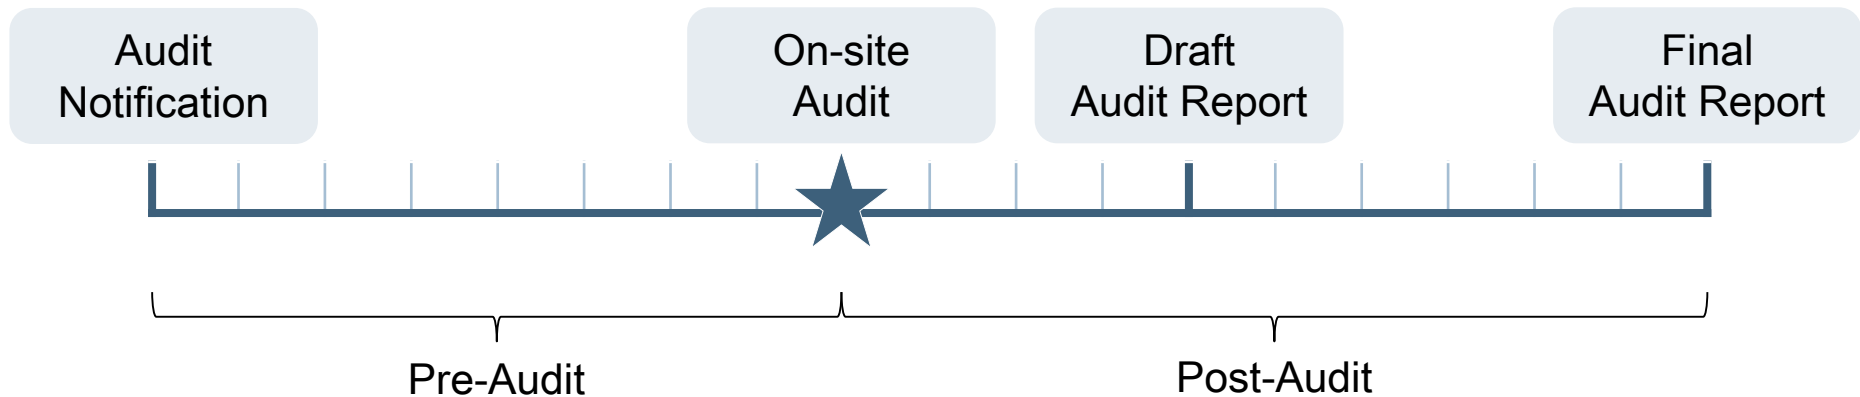 Audit
Notification
On-site
Audit
Draft
Audit Report
Final
Audit Report
Pre-Audit
Post-Audit